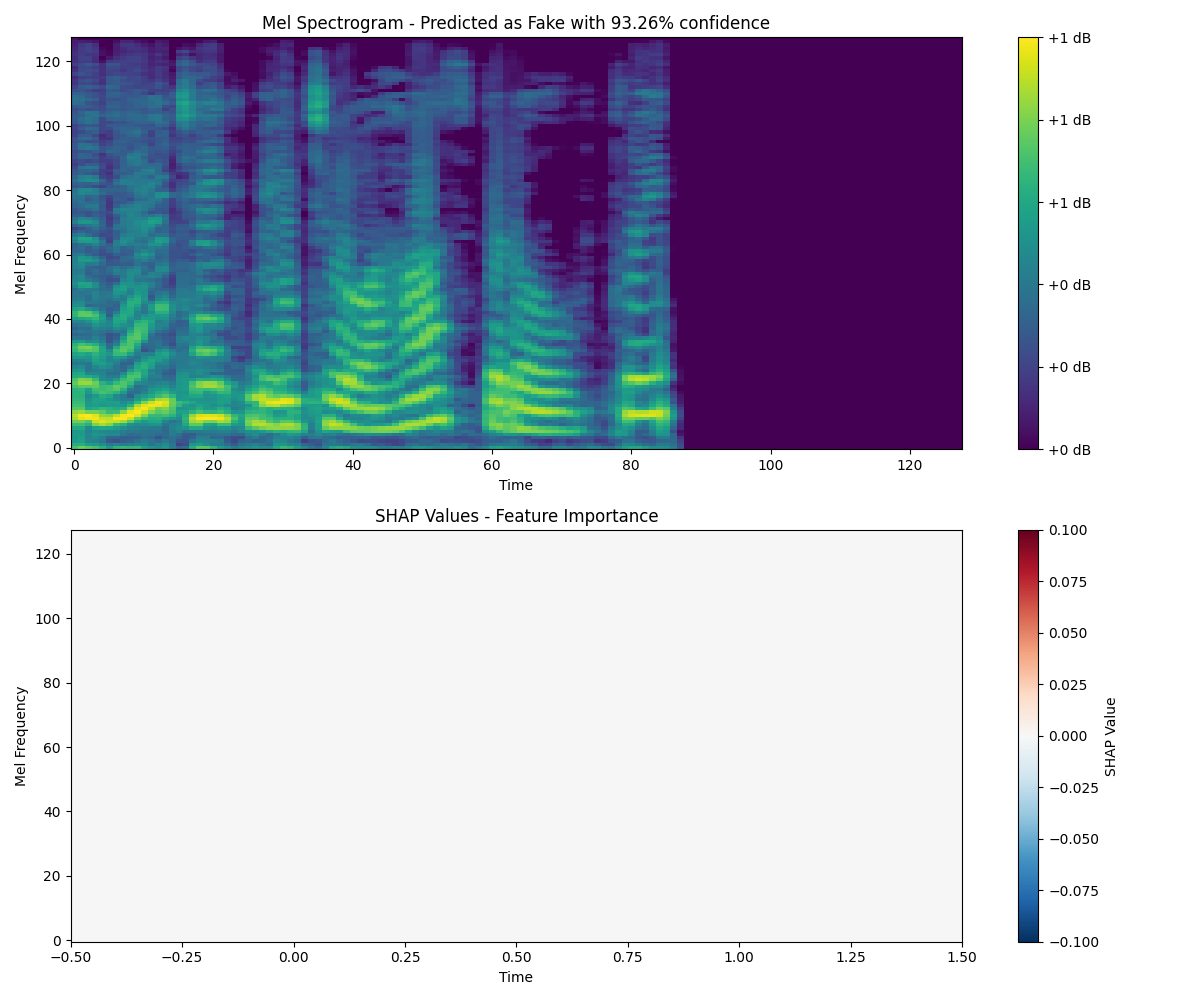 Mel Spectrogram - Predicted as Fake with 93.26% confidence
Mel Frequency
120
100
80
60
40
20
0
0 20 40 60 80 100 120
Time
+1 dB
+1 dB
+1 dB
+0 dB
+0 dB
+0 dB
SHAP Values - Feature Importance
Mel Frequency
120
100
80
60
40
20
0
−0.50 −0.25 0.00 0.25 0.50 0.75 1.00 1.25 1.50
Time
0.100
0.075
0.050
0.025
0.000
−0.025
−0.050
−0.075
−0.100
SHAP Value